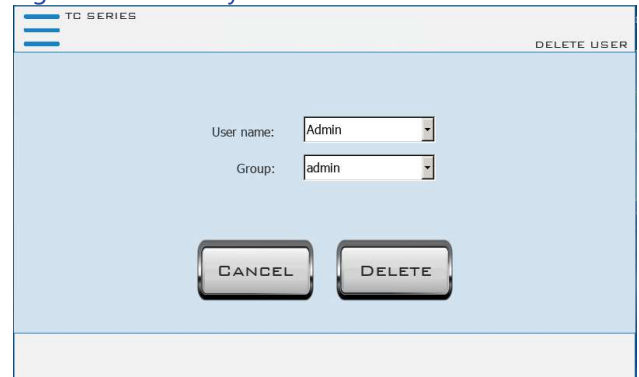 TC SERIES
DELETE USER
User name: Admin
Group: admin
CANCEL DELETE